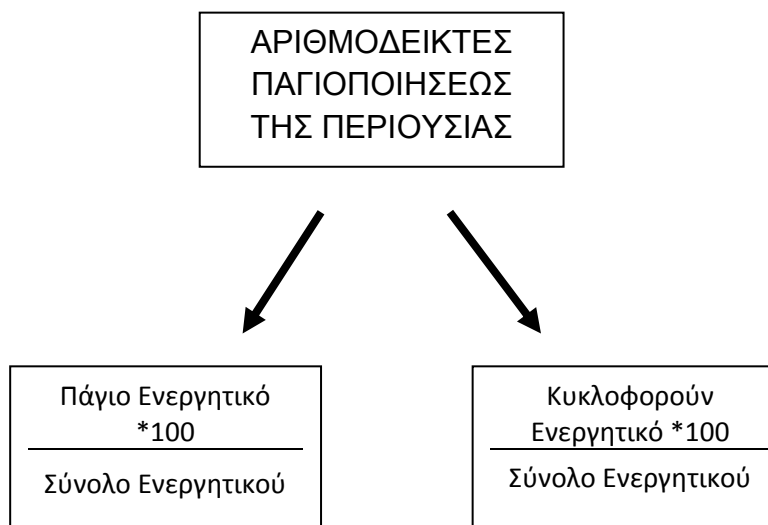 ΑΡΙΘΜΟΔΕΙΚΤΕΣ
ΠΑΓΙΟΠΟΙΗΣΕΩΣ
ΤΗΣ ΠΕΡΙΟΥΣΙΑΣ
Πάγιο Ενεργητικό
*100
Σύνολο Ενεργητικού
Κυκλοφορούν
Ενεργητικό *100
Σύνολο Ενεργητικού